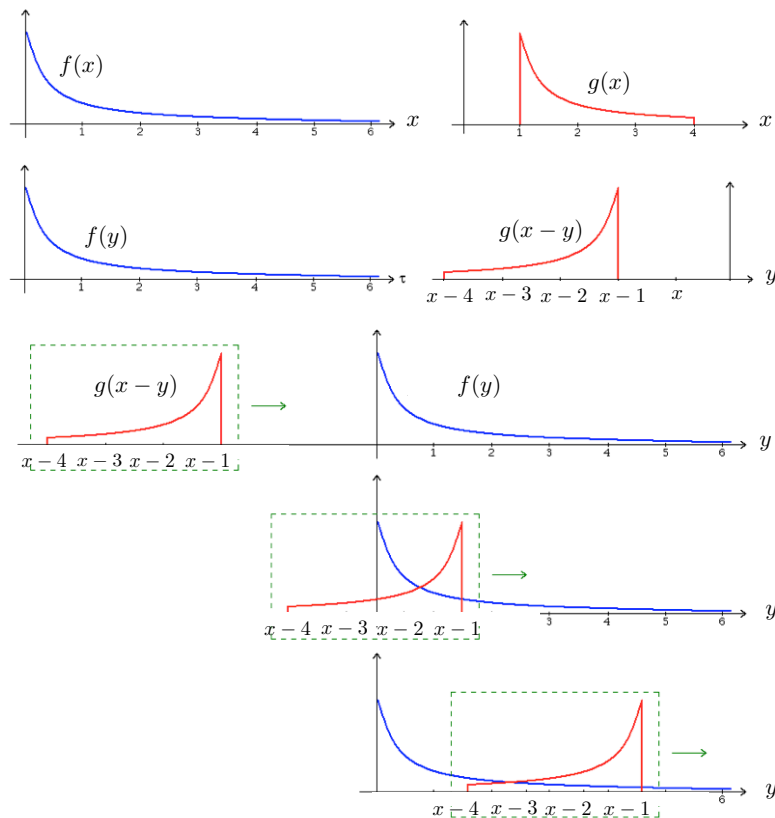 f(x)
g(x)
1 2 3 4 5 6 x
1 2 3 4 x
f(y)
g(x − y)
1 2 3 4 5 6 τ
x − 4 x − 3 x − 2 x − 1 x y
g(x − y)
f(y)
x − 4 x − 3 x − 2 x − 1
1 2 3 4 5 6 y
x − 4 x − 3 x − 2 x − 1
3 4 5 6 y
x − 4 x − 3 x − 2 x − 1
6 y